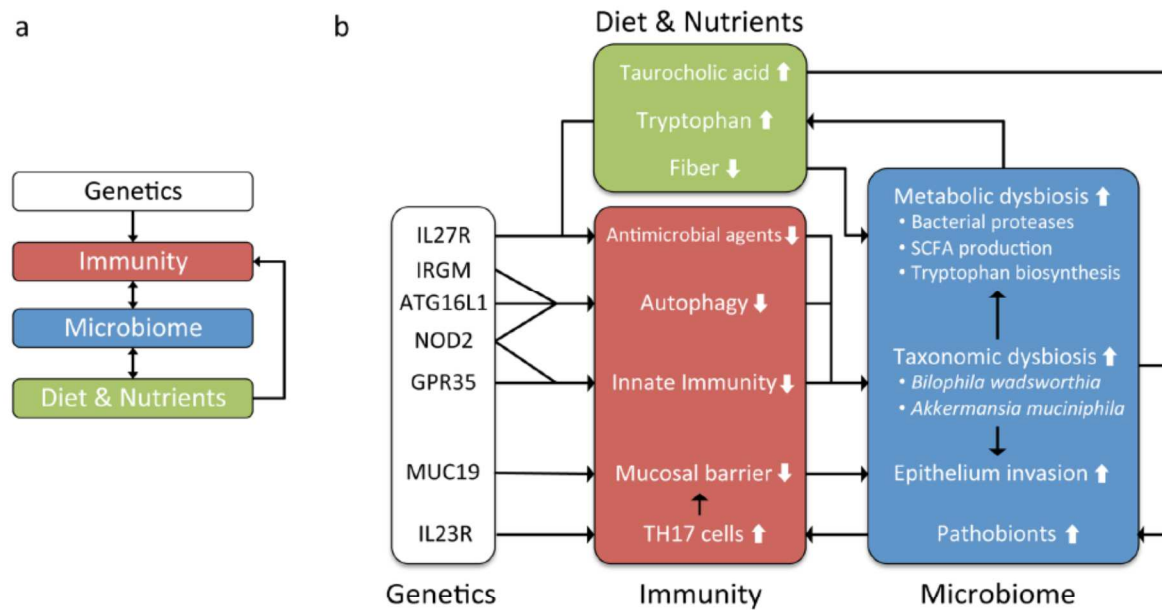 a
Genetics
Immunity
Microbiome
Diet & Nutrients
b
Diet & Nutrients
Taurocholic acid ⬆
Tryptophan ⬆
Fiber ⬇
IL27R
IRGM
ATG16L1
NOD2
GPR35
MUC19
IL23R
Genetics
Antimicrobial agents ⬇
Autophagy ⬇
Innate Immunity ⬇
Mucosal barrier ⬇
TH17 cells ⬆
Immunity
Metabolic dysbiosis ⬆
• Bacterial proteases
• SCFA production
• Tryptophan biosynthesis
Taxonomic dysbiosis ⬆
• Bilophila wadsworthia
• Akkermansia muciniphila
Epithelium invasion ⬆
Pathobionts ⬆
Microbiome